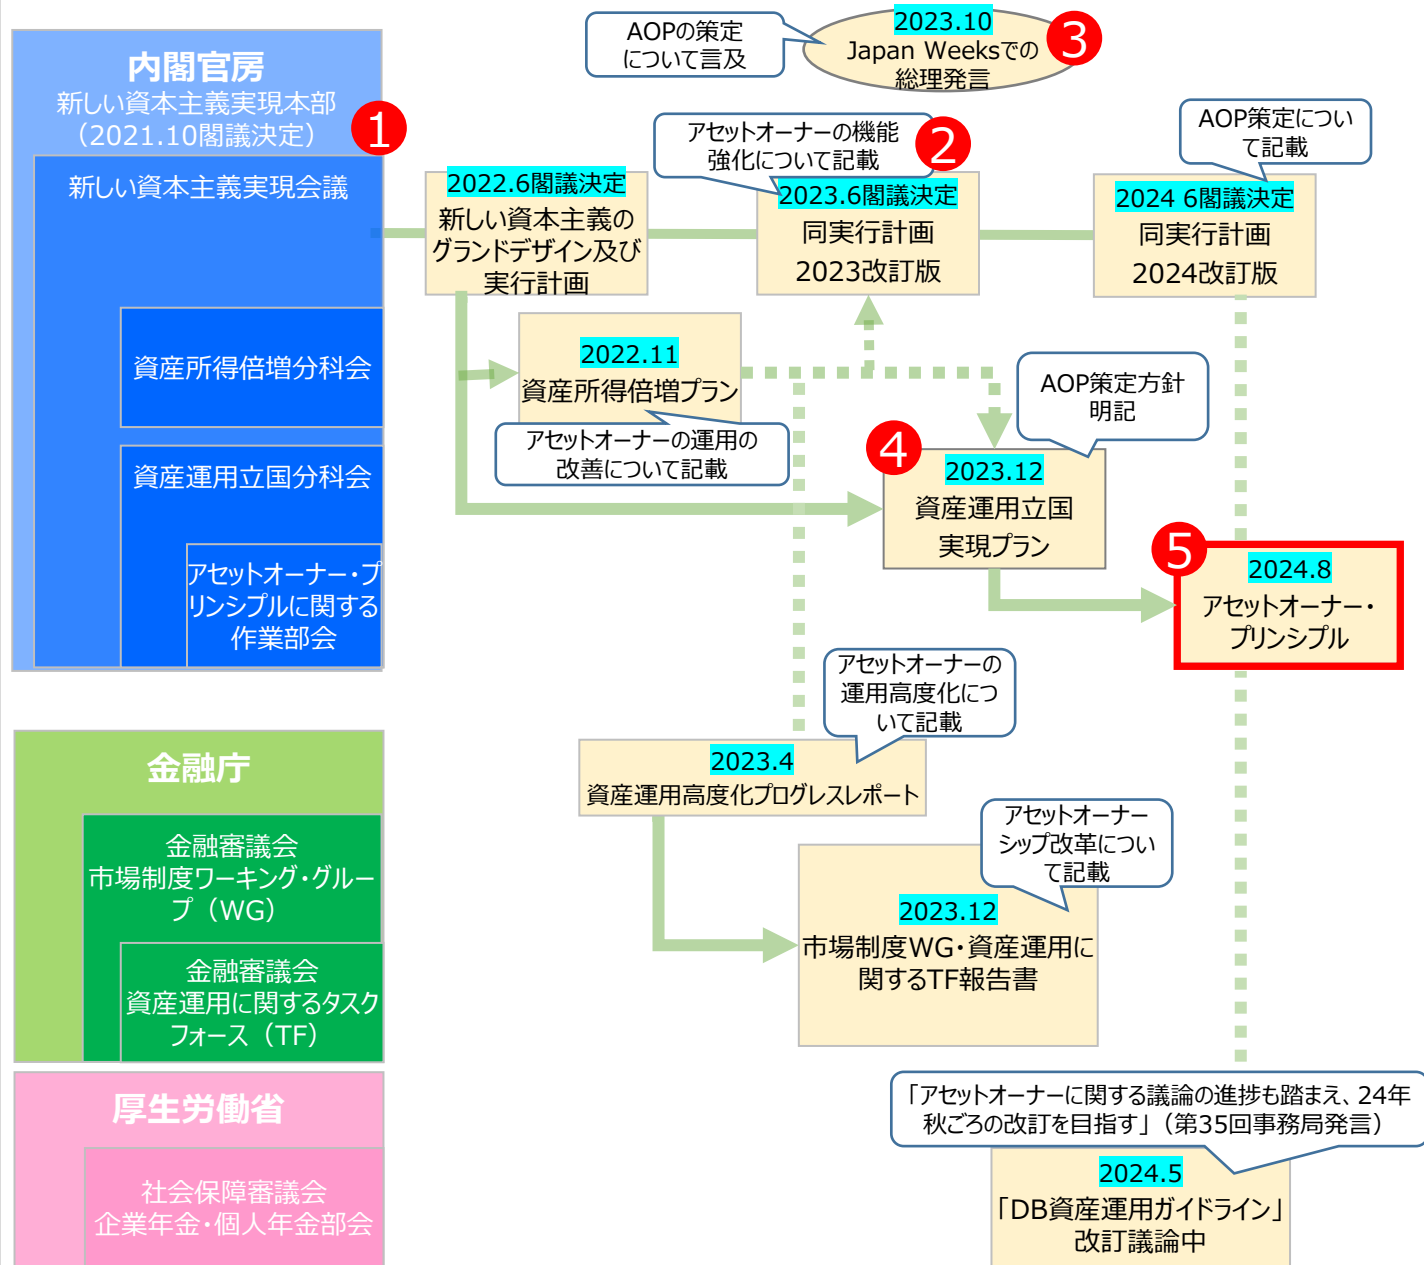 内閣官房
新しい資本主義実現本部
（2021.10閣議決定）
1
新しい資本主義実現会議
資産所得倍増分科会
資産運用立国分科会
アセットオーナー・プ
リンシプルに関する
作業部会
AOPの策定
について言及
2023.10
Japan Weeksでの
総理発言
3
アセットオーナーの機能
強化について記載
2
AOP策定につい
て記載
2022.6閣議決定
新しい資本主義の
グランドデザイン及び
実行計画
2023.6閣議決定
同実行計画
2023改訂版
2024 6閣議決定
同実行計画
2024改訂版
2022.11
資産所得倍増プラン
アセットオーナーの運用の
改善について記載
AOP策定方針
明記
4
2023.12
資産運用立国
実現プラン
5
2024.8
アセットオーナー・
プリンシプル
アセットオーナーの
運用高度化につ
いて記載
金融庁
金融審議会
市場制度ワーキング・グルー
プ（WG）
金融審議会
資産運用に関するタスク
フォース（TF）
2023.4
資産運用高度化プログレスレポート
アセットオーナー
シップ改革につい
て記載
2023.12
市場制度WG・資産運用に
関するTF報告書
厚生労働省
社会保障審議会
企業年金・個人年金部会
「アセットオーナーに関する議論の進捗も踏まえ、24年
秋ごろの改訂を目指す」（第35回事務局発言）
2024.5
「DB資産運用ガイドライン」
改訂議論中